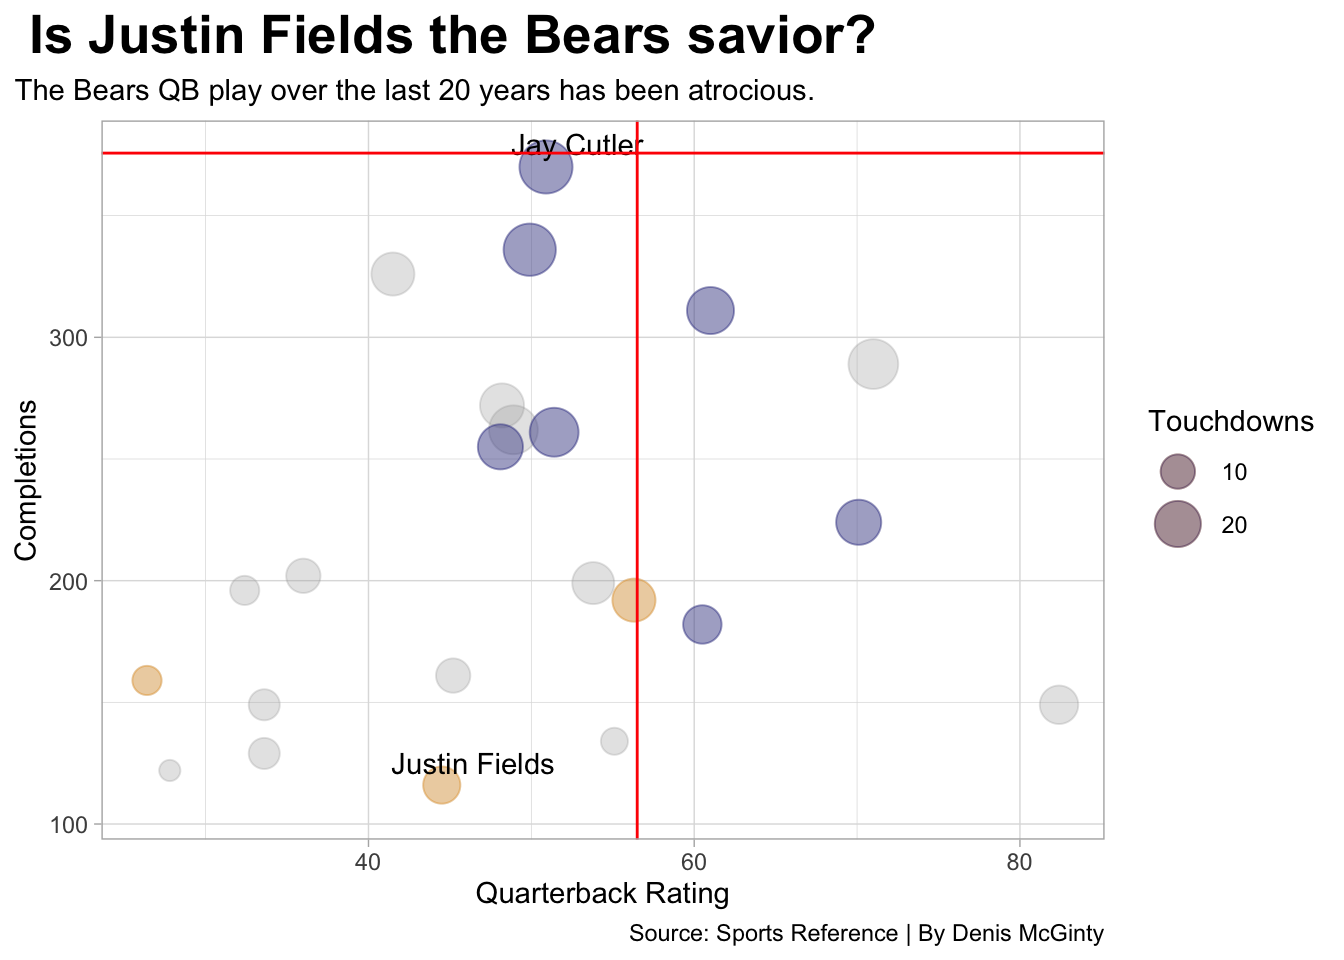 Is Justin Fields the Bears savior?
The Bears QB play over the last 20 years has been atrocious.
Jay Cutler
300
200
100
Completions
Justin Fields
40 60 80
Quarterback Rating
Touchdowns
10
20
Source: Sports Reference | By Denis McGinty